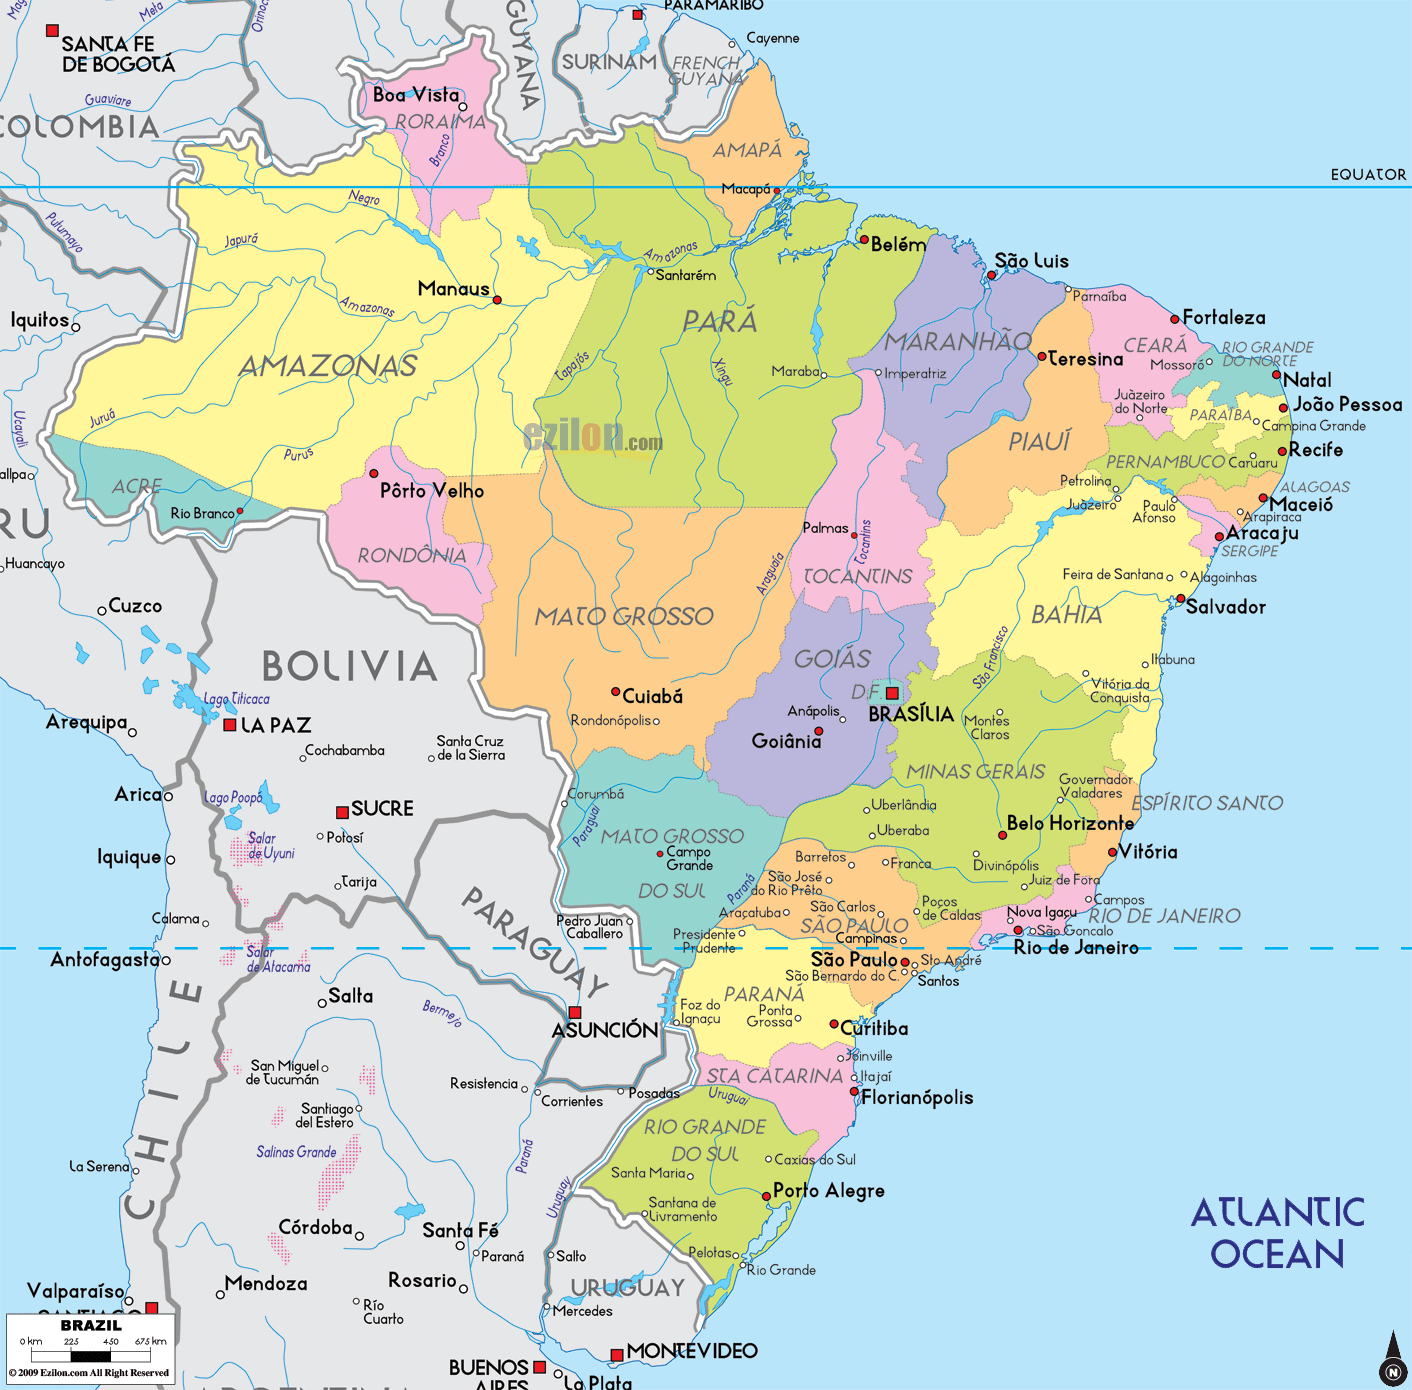 PARAMARIBO
Cayenne
SANTA FE
DE BOGOTÁ
Meta
Guaviare
COLOMBIA
GUYANA
SURINAM
FRENCH
GUYANA
Boa Vista
RORAIMA
Branco
AMAPÁ
Macapá
EQUATOR
Putumayo
Negro
Japurá
Amazonas
Santarém
Belém
São Luis
Parnaíba
Manaus
Amazonas
Iquitos
AMAZONAS
PARÁ
MARANHÃO
Teresina
Fortaleza
CEARÁ
RIO GRANDE
DO NORTE
Mossoró
Natal
Tapajós
Xingu
Maraba
Imperatriz
Juàzeiro
do Norte
João Pessoa
PARAÍBA
Campina Grande
Juruá
Ucayali
Purus
ezilon.com
PIAUÍ
PERNAMBUCO
Caruaru
Recife
ACRE
Rio Branco
Pôrto Velho
RONDÔNIA
Petrolina
Juàzeiro
Paulo
Afonso
ALAGOAS
Maceió
Arapiraca
Aracaju
SERGIPE
allpa
RU
Huancayo
Palmas
Tocantins
Araguaía
TOCANTINS
MATO GROSSO
Feira de Santana
Alagoinhas
Salvador
BAHIA
Cuzco
BOLIVIA
GOIÁS
São Francisco
Itabuna
Vitória da
Conquista
Lago Titicaca
Arequipa
LA PAZ
Cuiabá
Rondonópolis
D.F.
BRASÍLIA
Anápolis
Goiânia
Montes
Claros
Cochabamba
Santa Cruz
de la Sierra
MINAS GERAIS
Governador
Valadares
ESPÍRITO SANTO
Arica
Lago Poopó
SUCRE
Corumbá
Paraguai
Uberlândia
Uberaba
Belo Horizonte
Vitória
Potosí
Salar
de Uyuni
Iquique
MATO GROSSO
DO SUL
Campo
Grande
Barretos
Franca
Divinópolis
Juiz de Fora
Tarija
Paraná
São José
do Rio Prêto
Campos
Calama
PARAGUAY
Pedro Juan
Caballero
Araçatuba
São Carlos
Poços
de Caldas
Nova Igaçu
RIO DE JANEIRO
São Goncalo
SÃO PAULO
Presidente
Prudente
Campinas
Rio de Janeiro
Antofagasta
Salar
de Atacama
São Paulo
Sto André
São Bernardo do C.
Santos
CHILE
Salta
Bermejo
PARANÁ
Foz do
Ignaçu
Ponta
Grossa
Curitiba
ASUNCIÓN
San Miguel
de Tucumán
Joinville
STA CATARINA
Itajaí
Resistencia
Corrientes
Posadas
Uruguai
Florianópolis
Santiago
del Estero
Salinas Grande
RIO GRANDE
DO SUL
La Serena
Paraná
Santa Maria
Caxias do Sul
Porto Alegre
Uruguay
Santana de
Livramento
ATLANTIC
OCEAN
Córdoba
Santa Fé
Paraná
Salto
Pelotas
Rio Grande
Mendoza
Rosario
URUGUAY
Valparaíso
SANTIAGO
Río
Cuarto
Mercedes
BRAZIL
0 km 225 450 675 km
© 2009 Ezilon.com All Right Reserved
MONTEVIDEO
BUENOS
AIRES
La Plata
ARGENTINA
N